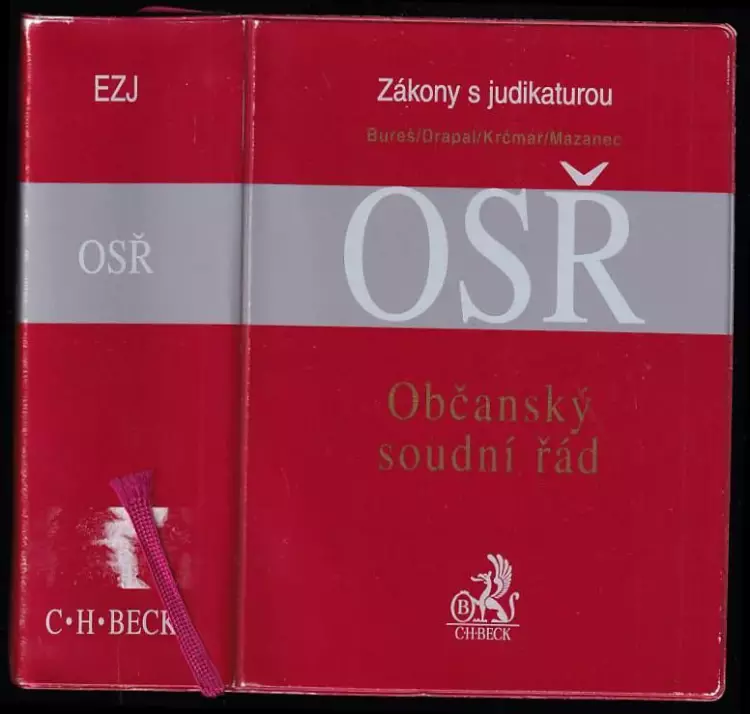 EZJ
OSŘ
C·H·BECK
Zákony s judikaturou
Bureš/Drápal/Krčmář/Mazanec
OSŘ
Občanský
soudní řád
B
C·H·BECK